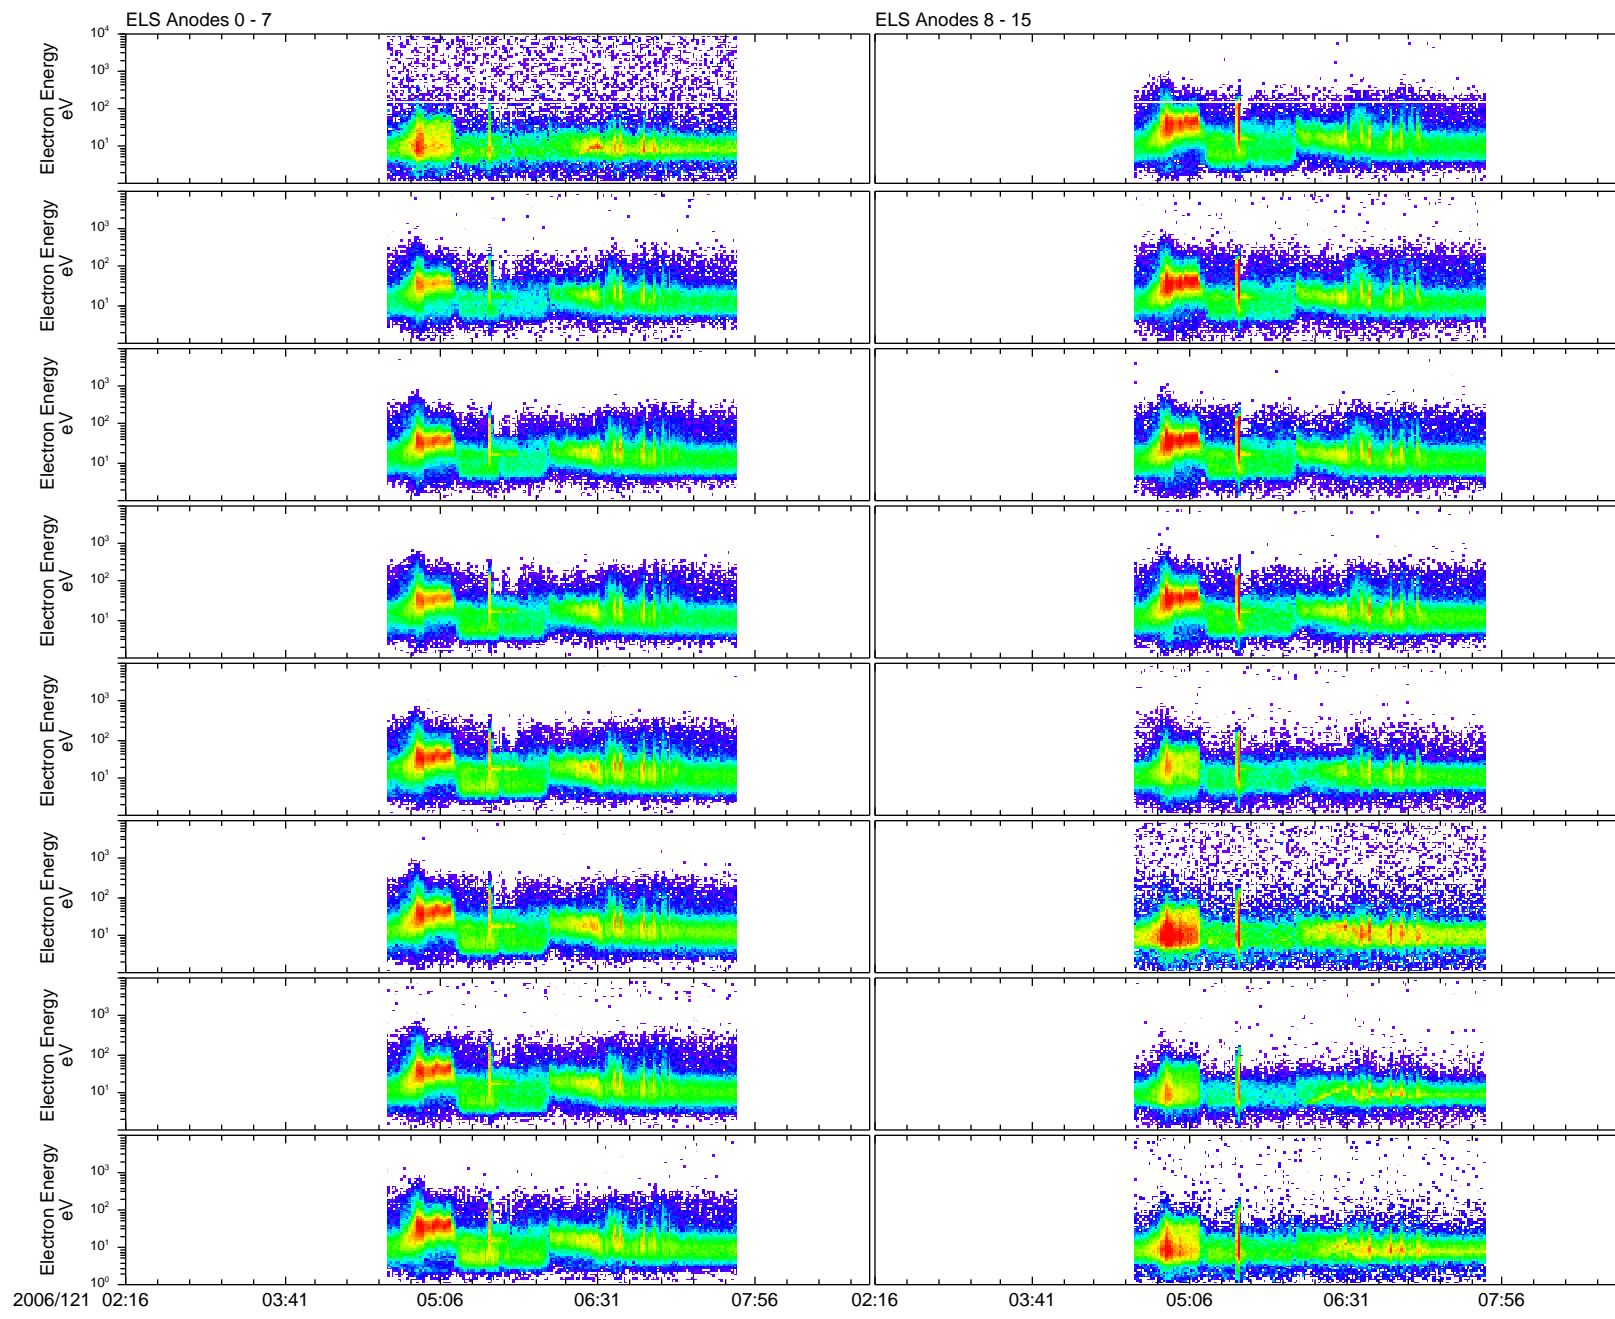 ELS Anodes 0 - 7 ELS Anodes 8 - 15
Electron Energy
eV
10⁴
10³
10²
10¹
Electron Energy
eV
10³
10²
10¹
Electron Energy
eV
10³
10²
10¹
Electron Energy
eV
10³
10²
10¹
Electron Energy
eV
10³
10²
10¹
Electron Energy
eV
10³
10²
10¹
Electron Energy
eV
10³
10²
10¹
Electron Energy
eV
10³
10²
10¹
10⁰
2006/121 02:16 03:41 05:06 06:31 07:56 02:16 03:41 05:06 06:31 07:56